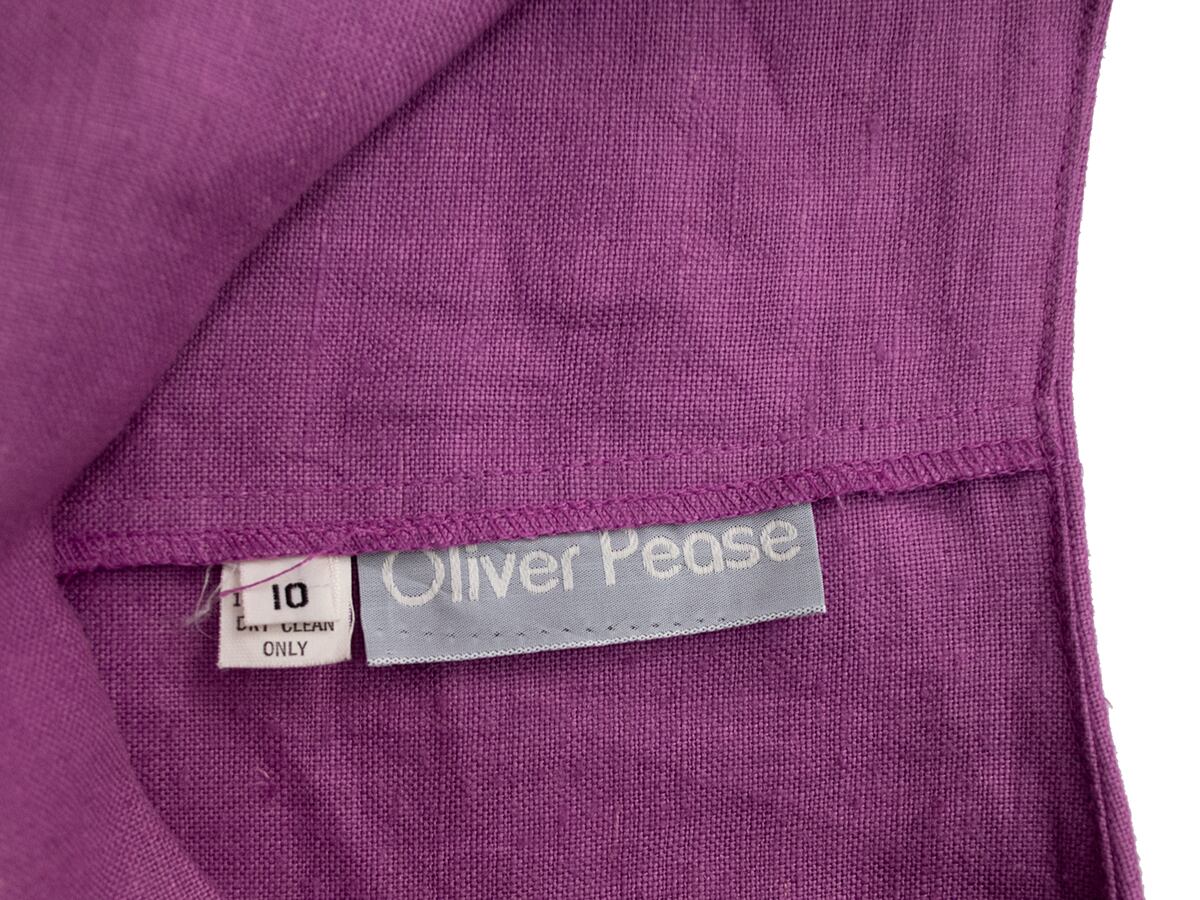 10
DRY CLEAN
ONLY
Oliver Pease